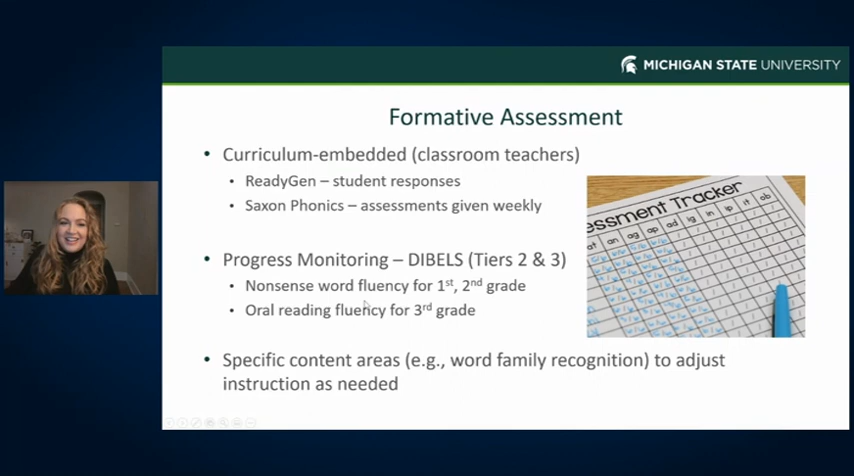 MICHIGAN STATE UNIVERSITY
Formative Assessment
• Curriculum-embedded (classroom teachers)
• ReadyGen – student responses
• Saxon Phonics – assessments given weekly
• Progress Monitoring – DIBELS (Tiers 2 & 3)
• Nonsense word fluency for 1st, 2nd grade
• Oral reading fluency for 3rd grade
• Specific content areas (e.g., word family recognition) to adjust
instruction as needed
essment Tracker
at an ag ap ad ig in ip it ob